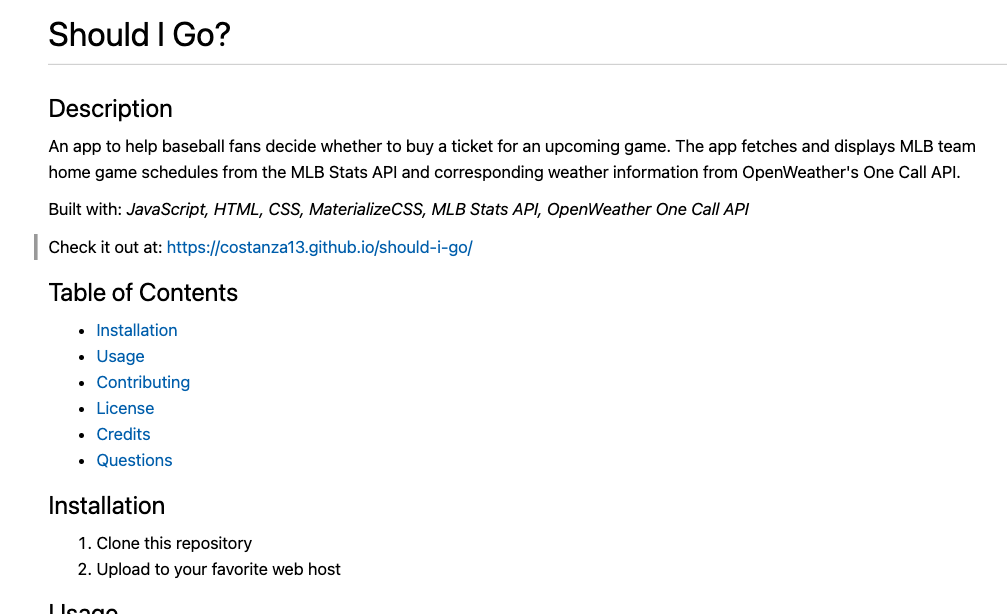 Should I Go?
Description
An app to help baseball fans decide whether to buy a ticket for an upcoming game. The app fetches and displays MLB team
home game schedules from the MLB Stats API and corresponding weather information from OpenWeather's One Call API.
Built with: JavaScript, HTML, CSS, MaterializeCSS, MLB Stats API, OpenWeather One Call API
Check it out at: https://costanza13.github.io/should-i-go/
Table of Contents
• Installation
• Usage
• Contributing
• License
• Credits
• Questions
Installation
1. Clone this repository
2. Upload to your favorite web host
Usage